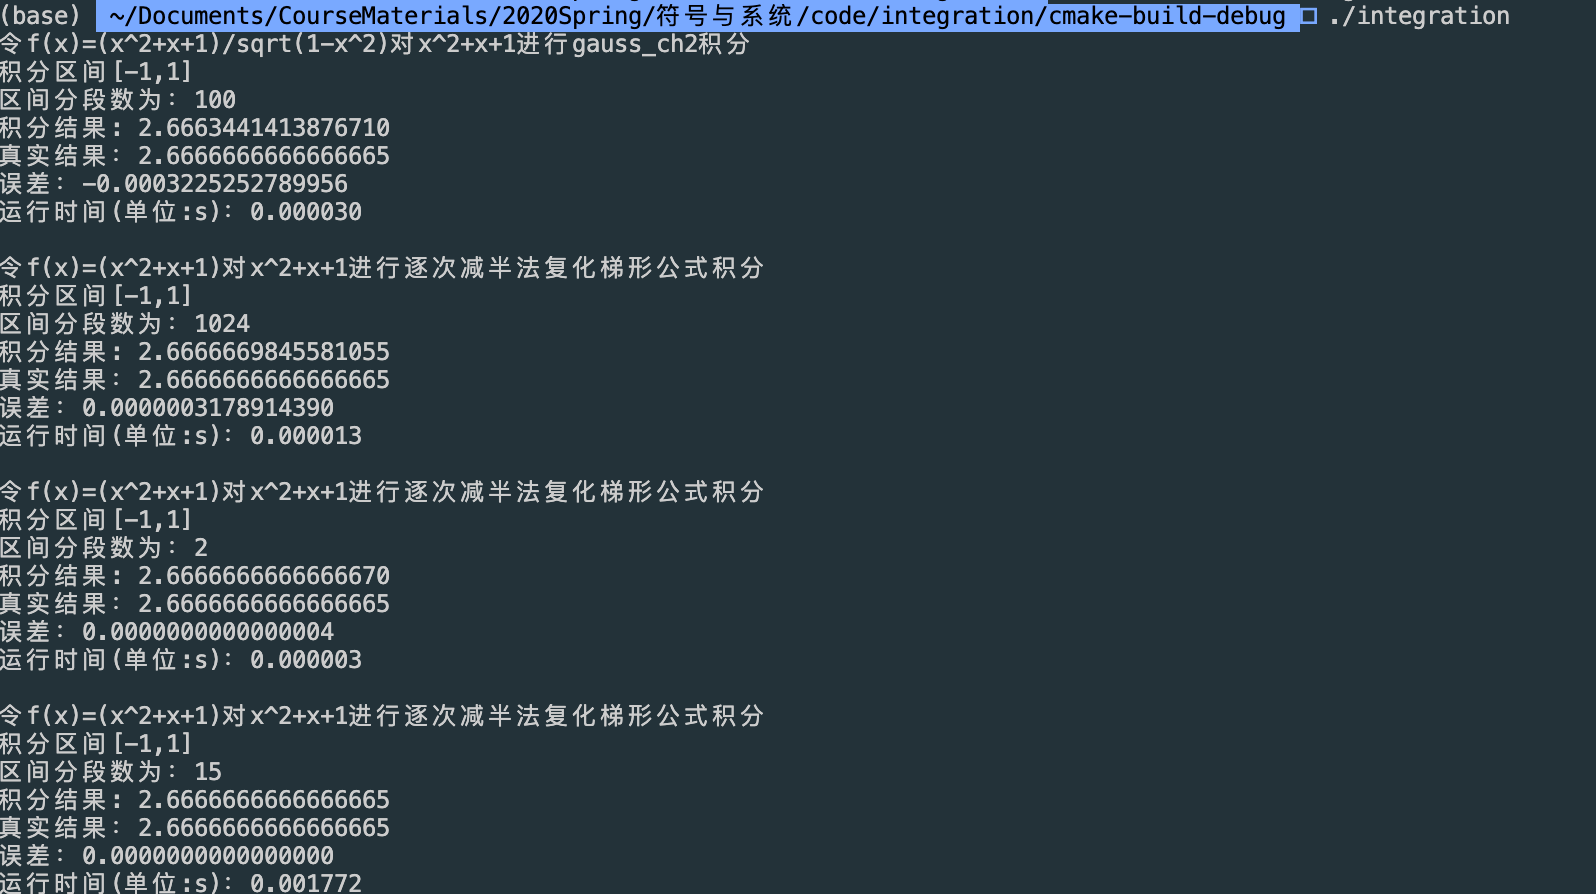 (base) ~/Documents/CourseMaterials/2020Spring/符号与系统/code/integration/cmake-build-debug ./integration
令f(x)=(x^2+x+1)/sqrt(1-x^2)对x^2+x+1进行gauss_ch2积分
积分区间[-1,1]
区间分段数为: 100
积分结果: 2.6663441413876710
真实结果: 2.6666666666666665
误差: -0.0003225252789956
运行时间(单位:s): 0.000030
令f(x)=(x^2+x+1)对x^2+x+1进行逐次减半法复化梯形公式积分
积分区间[-1,1]
区间分段数为: 1024
积分结果: 2.6666669845581055
真实结果: 2.6666666666666665
误差: 0.0000003178914390
运行时间(单位:s): 0.000013
令f(x)=(x^2+x+1)对x^2+x+1进行逐次减半法复化梯形公式积分
积分区间[-1,1]
区间分段数为: 2
积分结果: 2.6666666666666670
真实结果: 2.6666666666666665
误差: 0.0000000000000004
运行时间(单位:s): 0.000003
令f(x)=(x^2+x+1)对x^2+x+1进行逐次减半法复化梯形公式积分
积分区间[-1,1]
区间分段数为: 15
积分结果: 2.6666666666666665
真实结果: 2.6666666666666665
误差: 0.0000000000000000
运行时间(单位:s): 0.001772